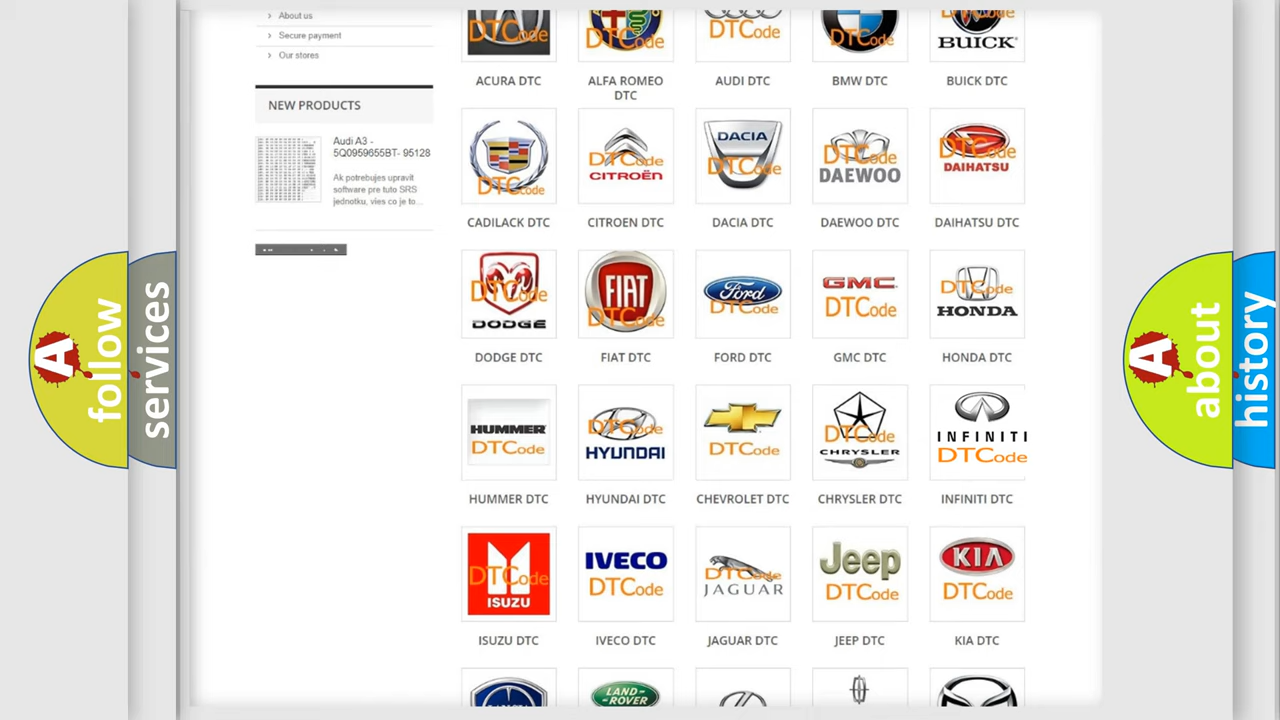 About us
Secure payment
Our stores
NEW PRODUCTS
Audi A3 -
5Q0959655BT- 95128
Ak potrebujes upravit
software pre tuto SRS
jednotku, vies co je to...
DTCode
DTCode
DTCode
DTCode
BUICK
ACURA DTC
ALFA ROMEO
DTC
AUDI DTC
BMW DTC
BUICK DTC
DTCode
DTCode
CITROËN
DACIA
DTCode
DTCode
DAEWOO
DTCode
DAIHATSU
CADILACK DTC
CITROEN DTC
DACIA DTC
DAEWOO DTC
DAIHATSU DTC
DTCode
DODGE
FIAT
DTCode
Ford
DTCode
GMC
DTCode
DTCode
HONDA
DODGE DTC
FIAT DTC
FORD DTC
GMC DTC
HONDA DTC
HUMMER
DTCode
DTCode
HYUNDAI
DTCode
DTCode
CHRYSLER
INFINITI
DTCode
HUMMER DTC
HYUNDAI DTC
CHEVROLET DTC
CHRYSLER DTC
INFINITI DTC
DTCode
ISUZU
IVECO
DTCode
DTCode
JAGUAR
Jeep
DTCode
KIA
DTCode
ISUZU DTC
IVECO DTC
JAGUAR DTC
JEEP DTC
KIA DTC
LAND-
ROVER
A
follow
services
A
about
history